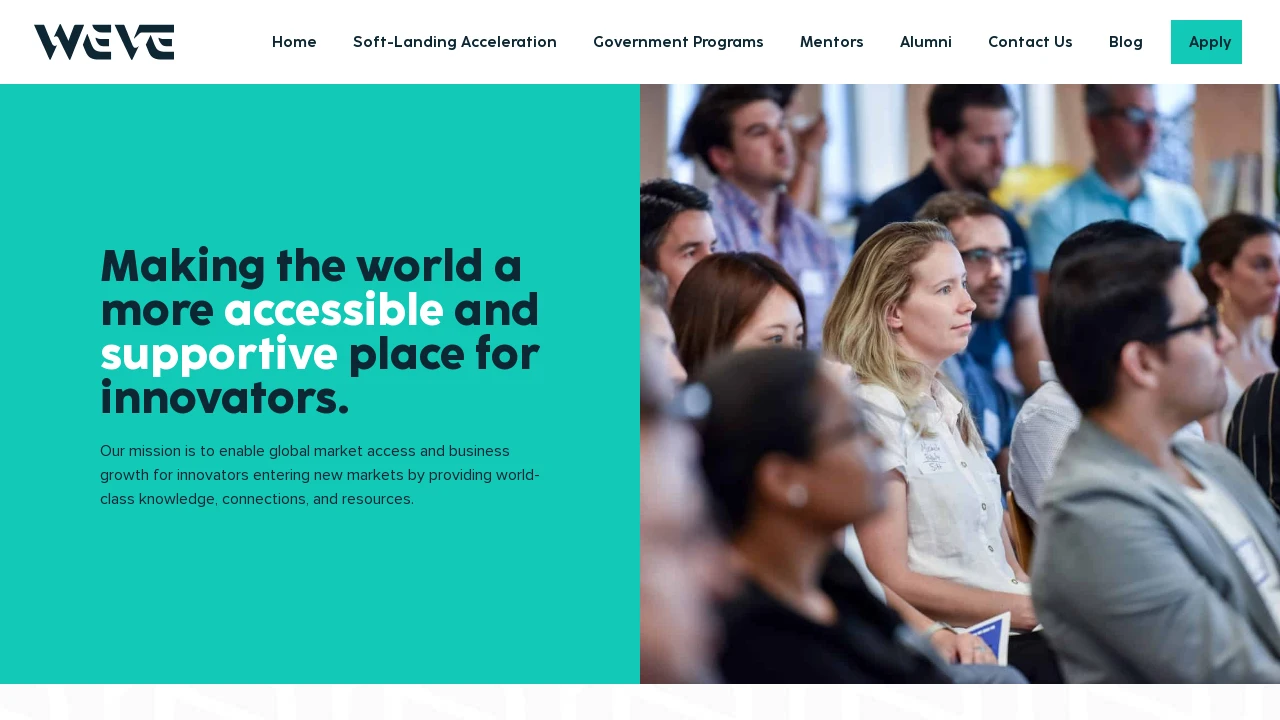 WEVE
Home
Soft-Landing Acceleration
Government Programs
Mentors
Alumni
Contact Us
Blog
Apply
Making the world a
more accessible and
supportive place for
innovators.
Our mission is to enable global market access and business
growth for innovators entering new markets by providing world-
class knowledge, connections, and resources.